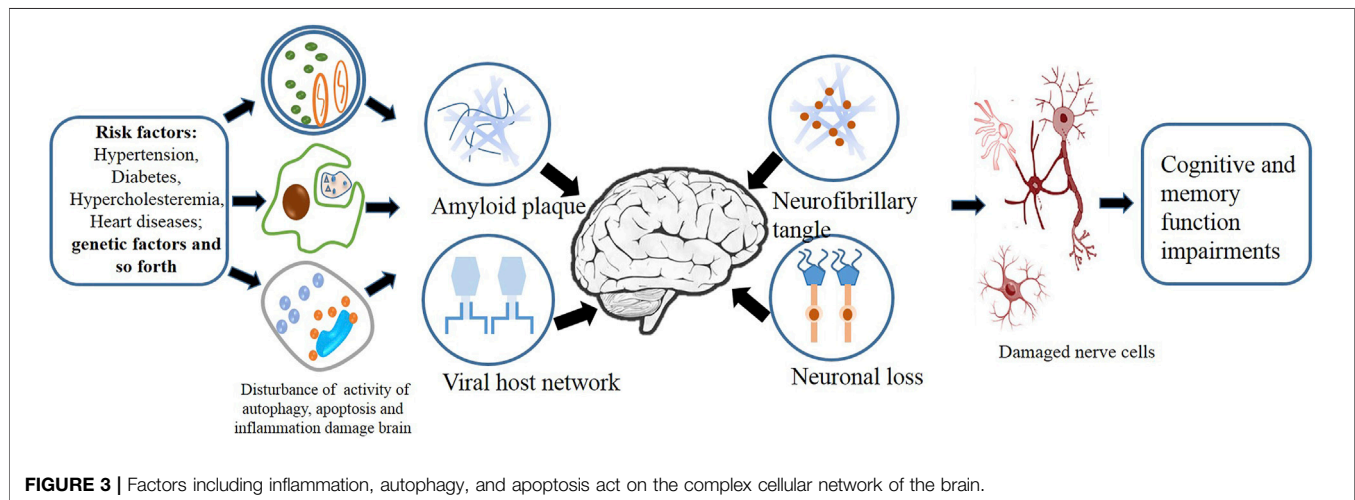 Risk factors:
Hypertension,
Diabetes,
Hypercholesteremia,
Heart diseases;
genetic factors and
so forth
Disturbance of activity of
autophagy, apoptosis and
inflammation damage brain
Amyloid plaque
Viral host network
Neurofibrillary
tangle
Neuronal loss
Damaged nerve cells
Cognitive and
memory
function
impairments
FIGURE 3 | Factors including inflammation, autophagy, and apoptosis act on the complex cellular network of the brain.